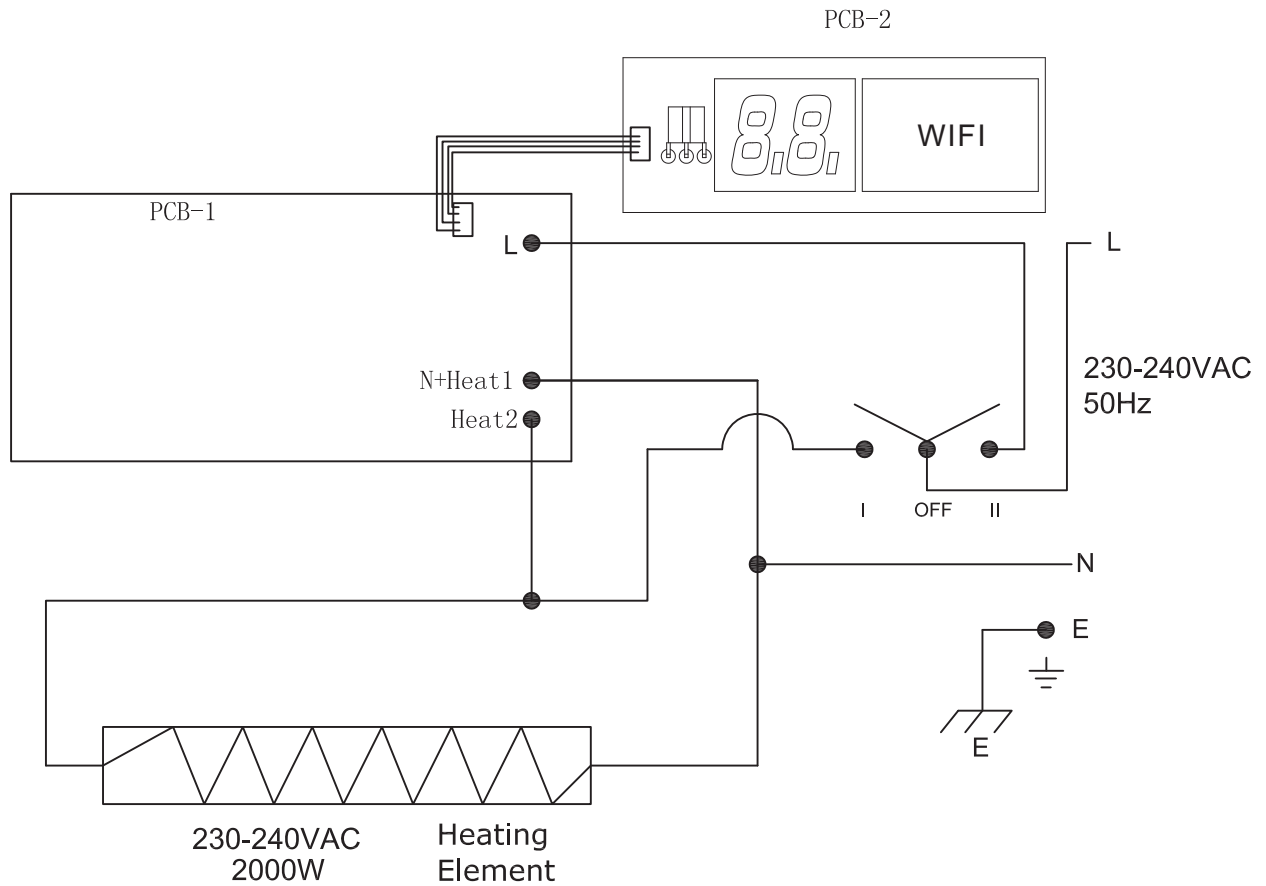 PCB-2
8.8.
WIFI
PCB-1
L
L
N+Heat1
Heat2
230-240VAC
50Hz
I
OFF
II
N
E
E
230-240VAC
2000W
Heating
Element